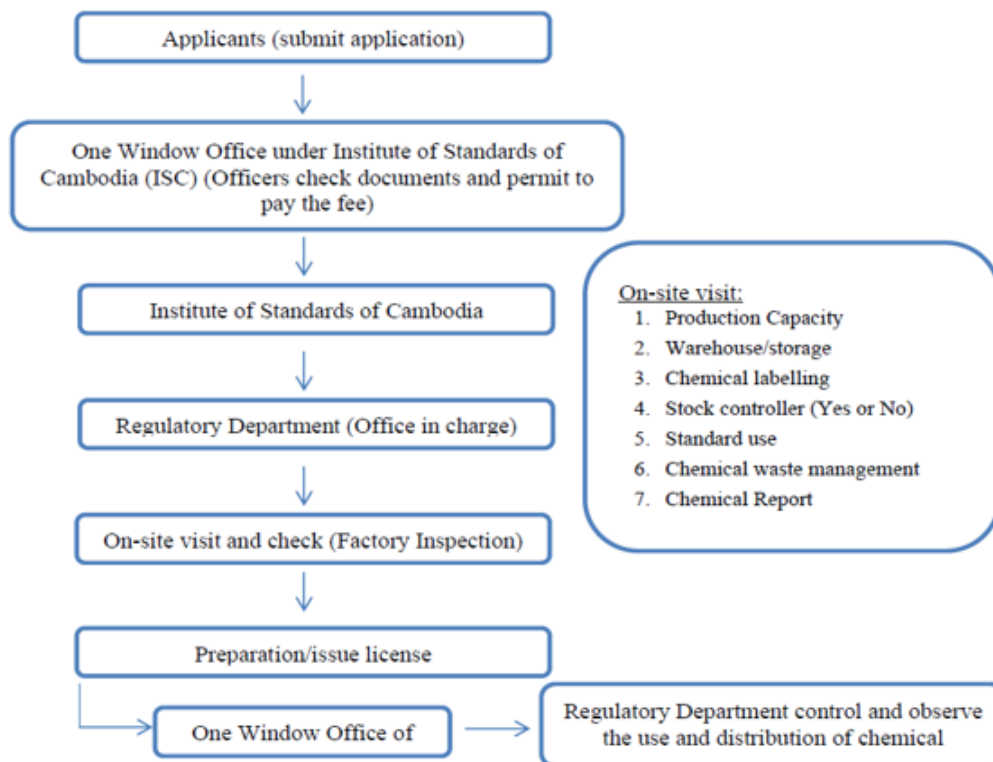 Applicants (submit application)
One Window Office under Institute of Standards of
Cambodia (ISC) (Officers check documents and permit to
pay the fee)
Institute of Standards of Cambodia
Regulatory Department (Office in charge)
On-site visit and check (Factory Inspection)
Preparation/issue license
One Window Office of
Regulatory Department control and observe
the use and distribution of chemical
On-site visit:
1. Production Capacity
2. Warehouse/storage
3. Chemical labelling
4. Stock controller (Yes or No)
5. Standard use
6. Chemical waste management
7. Chemical Report